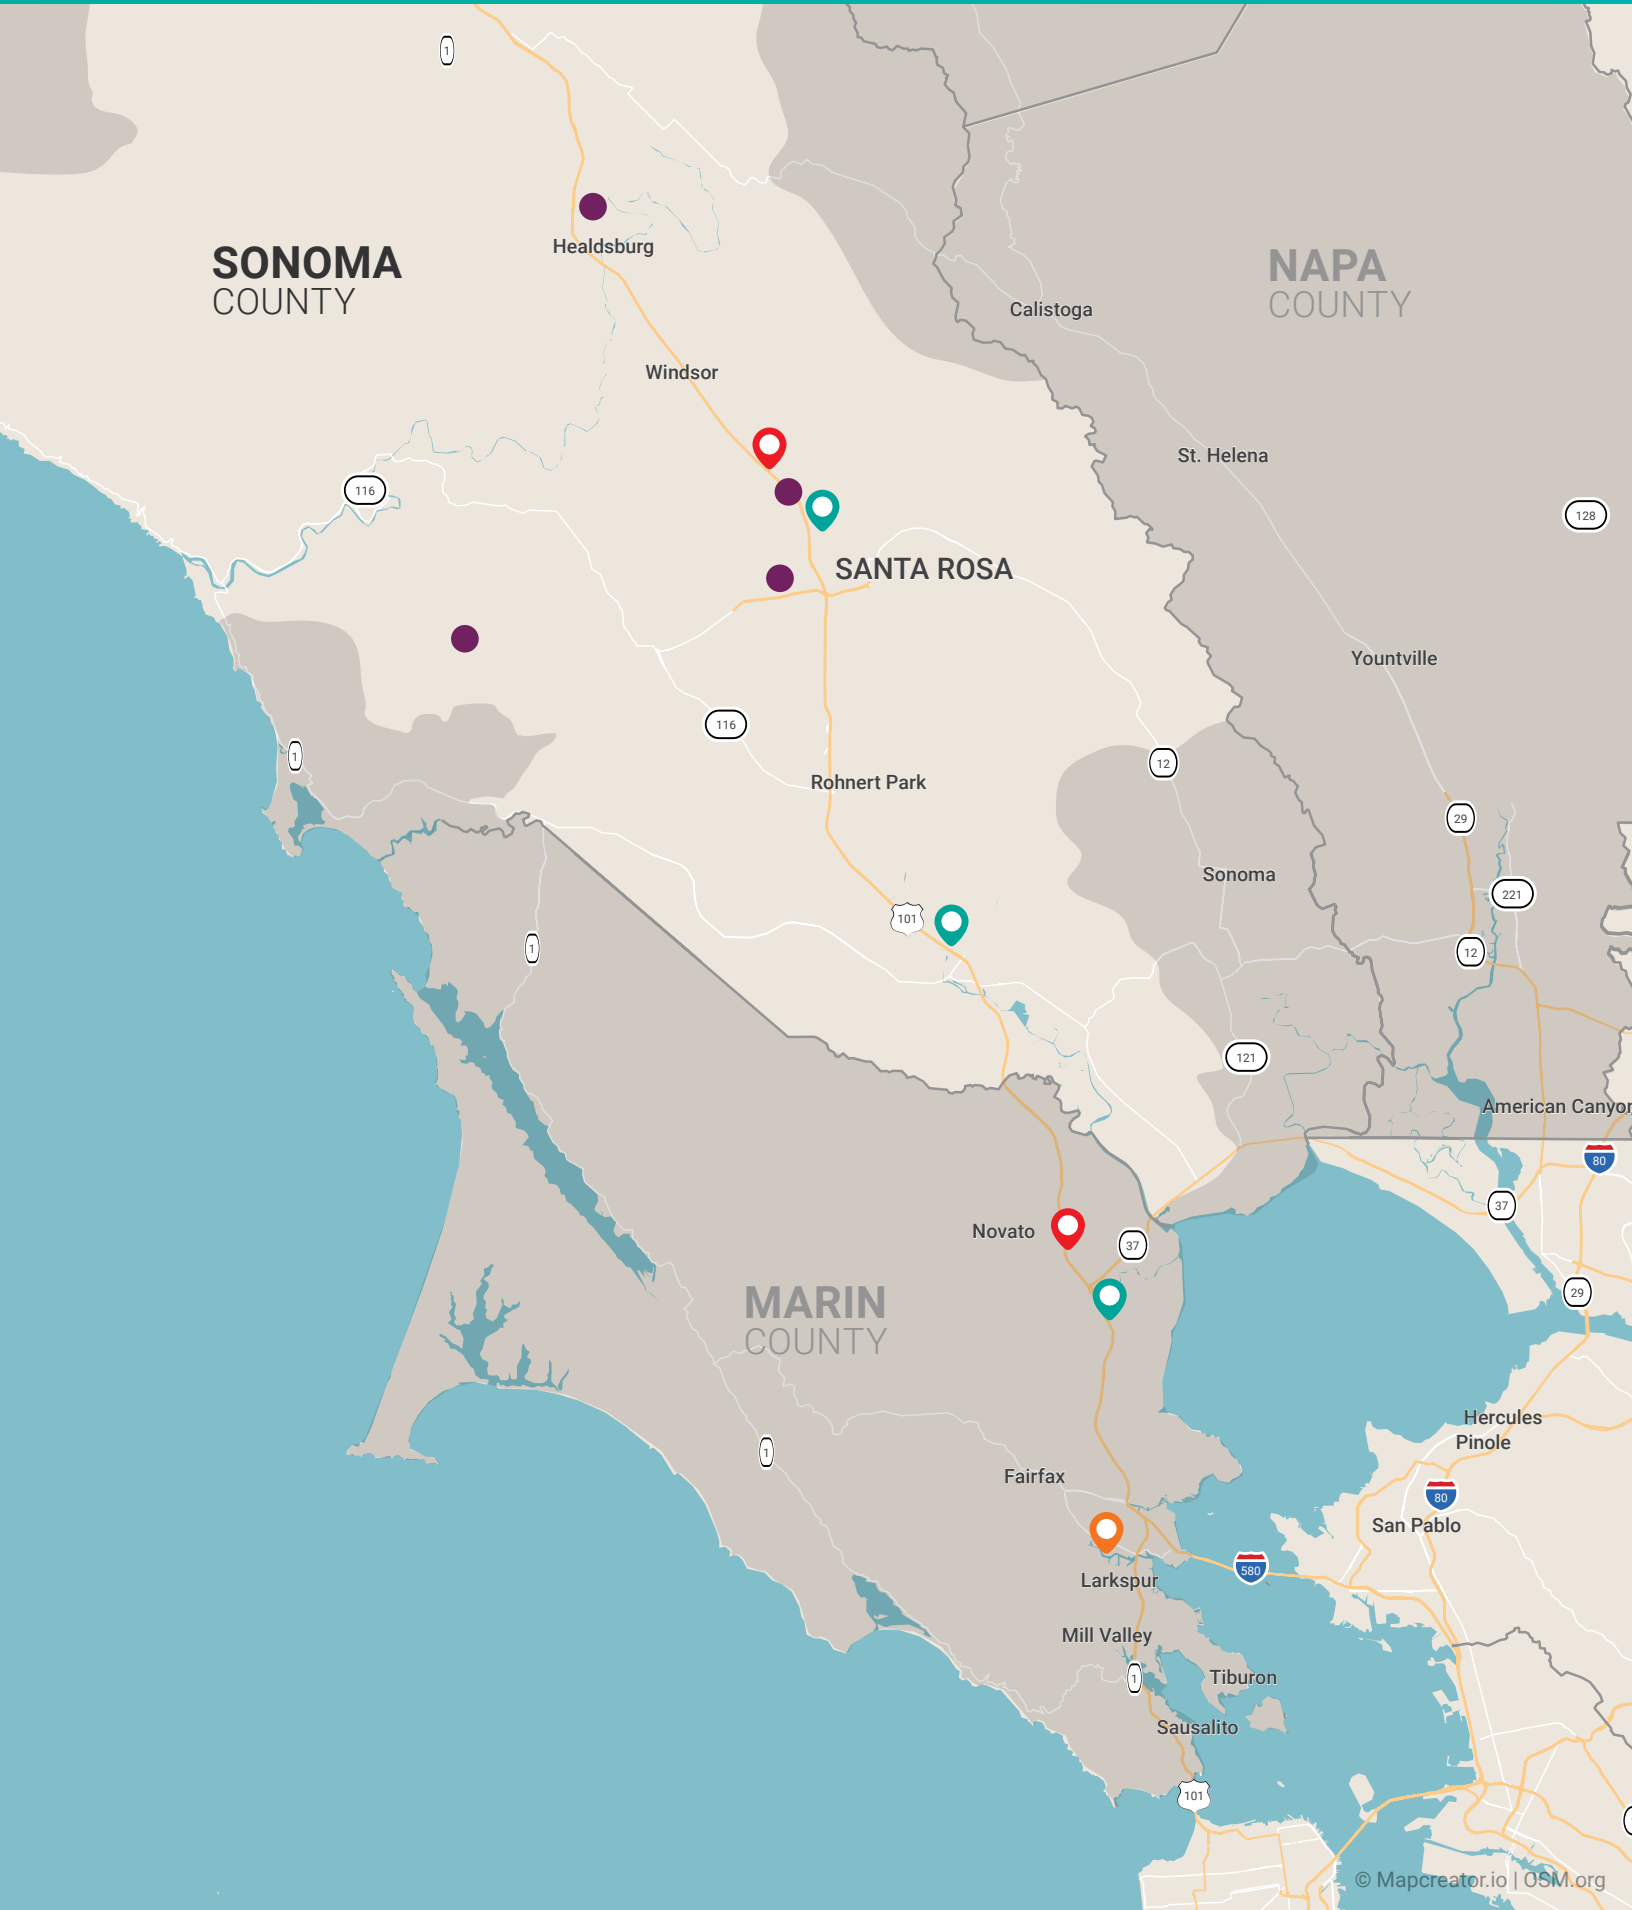 1
Healdsburg
SONOMA
COUNTY
NAPA
COUNTY
Calistoga
Windsor
St. Helena
116
128
SANTA ROSA
Yountville
116
1
12
Rohnert Park
29
Sonoma
221
101
1
12
121
American Canyon
80
37
Novato
37
29
MARIN
COUNTY
Hercules
Pinole
1
Fairfax
80
San Pablo
580
Larkspur
Mill Valley
1
Tiburon
Sausalito
101
© Mapcreator.io | OSM.org